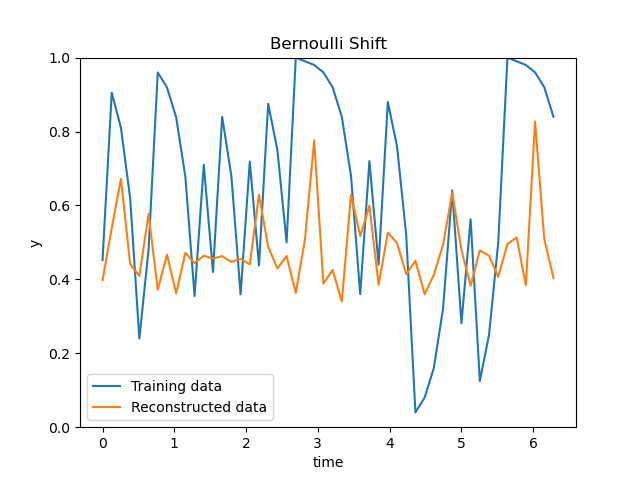 Bernoulli Shift
1.0
0.8
0.6
0.4
0.2
0.0
y
Training data
Reconstructed data
0 1 2 3 4 5 6
time